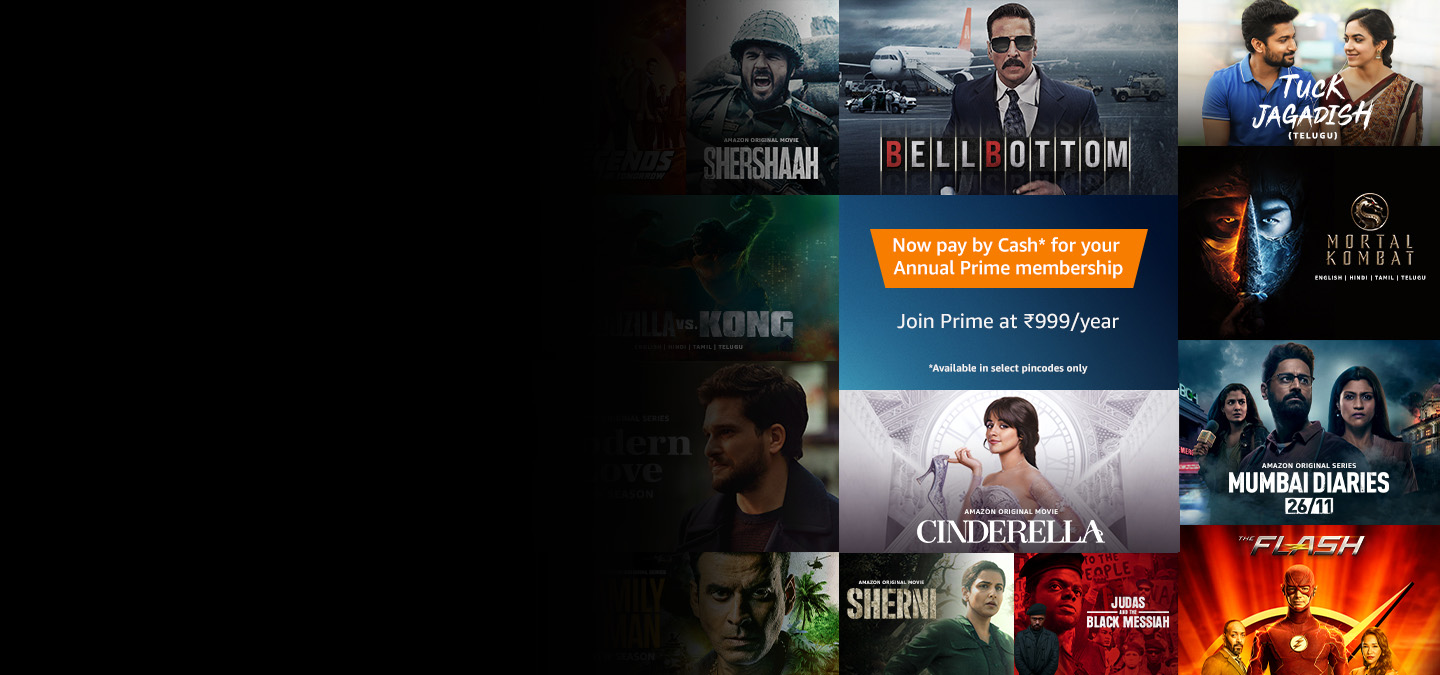 GENDS
AMAZON ORIGINAL MOVIE
SHERSHAAH
BELLBOTTOM
TUCK
JAGADISH
(TELUGU)
MORTAL
KOMBAT
ENGLISH | HINDI | TAMIL | TELUGU
ZILLA VS. KONG
| HINDI | TAMIL | TELUGU
Now pay by Cash* for your
Annual Prime membership
Join Prime at ₹999/year
*Available in select pincodes only
AMAZON ORIGINAL SERIES
MUMBAI DIARIES
26/11
SERIES
dern
ove
SEASON
AMAZON ORIGINAL MOVIE
CINDERELLA
THE
FLASH
MILY
MAN
SEASON
AMAZON ORIGINAL MOVIE
SHERNI
TO THE
PEOPLE
JUDAS
AND THE
BLACK MESSIAH